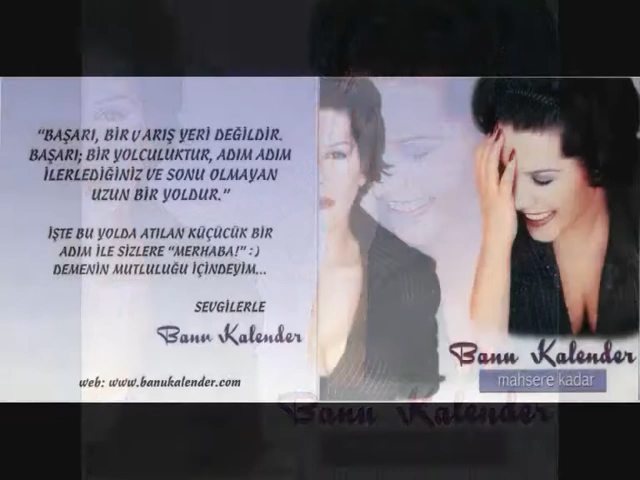 “BAŞARI, BİR VARIŞ YERİ DEĞİLDİR.
BAŞARI; BİR YOLCULUKTUR, ADIM ADIM
İLERLEDİĞİNİZ VE SONU OLMAYAN
UZUN BİR YOLDUR.”
İŞTE BU YOLDA ATILAN KÜÇÜCÜK BİR
ADIM İLE SİZLERE “MERHABA!” :)
DEMENİN MUTLULUĞU İÇİNDEYİM...
SEVGİLERLE
Banu Kalender
web: www.banukalender.com
Banu Kalender
mahsere kadar
Banu Kalender